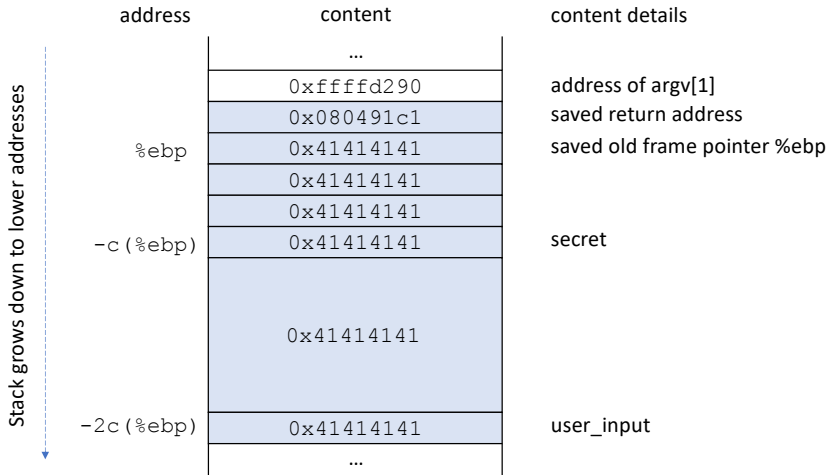 address content content details
...
0xffffd290 address of argv[1]
0x080491c1 saved return address
%ebp 0x41414141 saved old frame pointer %ebp
0x41414141
0x41414141
-c(%ebp) 0x41414141 secret
0x41414141
-2c(%ebp) 0x41414141 user_input
...
Stack grows down to lower addresses